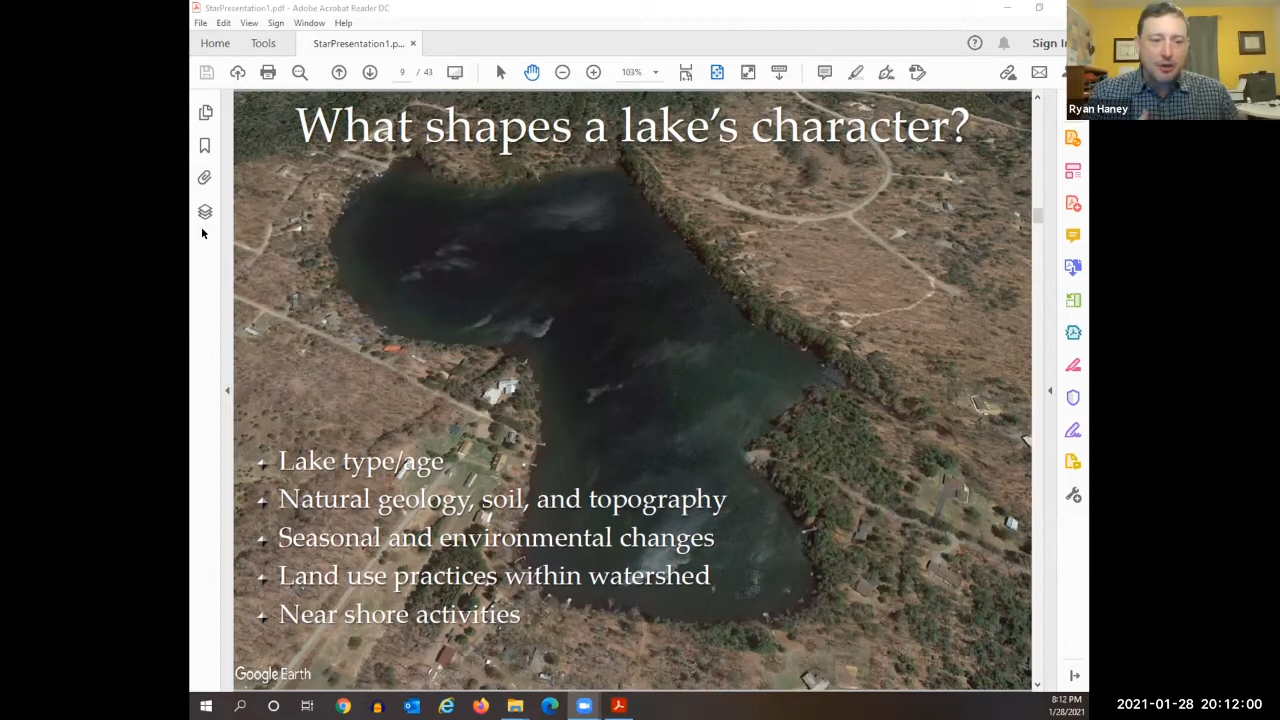 StarPresentation1.pdf - Adobe Acrobat Reader DC
File Edit View Sign Window Help
Home Tools StarPresentation1.p... × Sign In
9 / 43 103%
Ryan Haney
What shapes a lake's character?
Lake type/age
Natural geology, soil, and topography
Seasonal and environmental changes
Land use practices within watershed
Near shore activities
Google Earth
8:12 PM
1/28/2021
2021-01-28 20:12:00